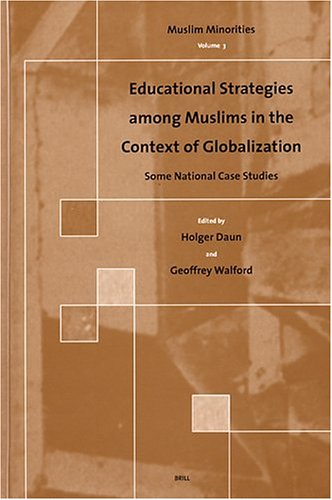 Muslim Minorities
Volume 3
Educational Strategies
among Muslims in the
Context of Globalization
Some National Case Studies
Edited by
Holger Daun
and
Geoffrey Walford
BRILL